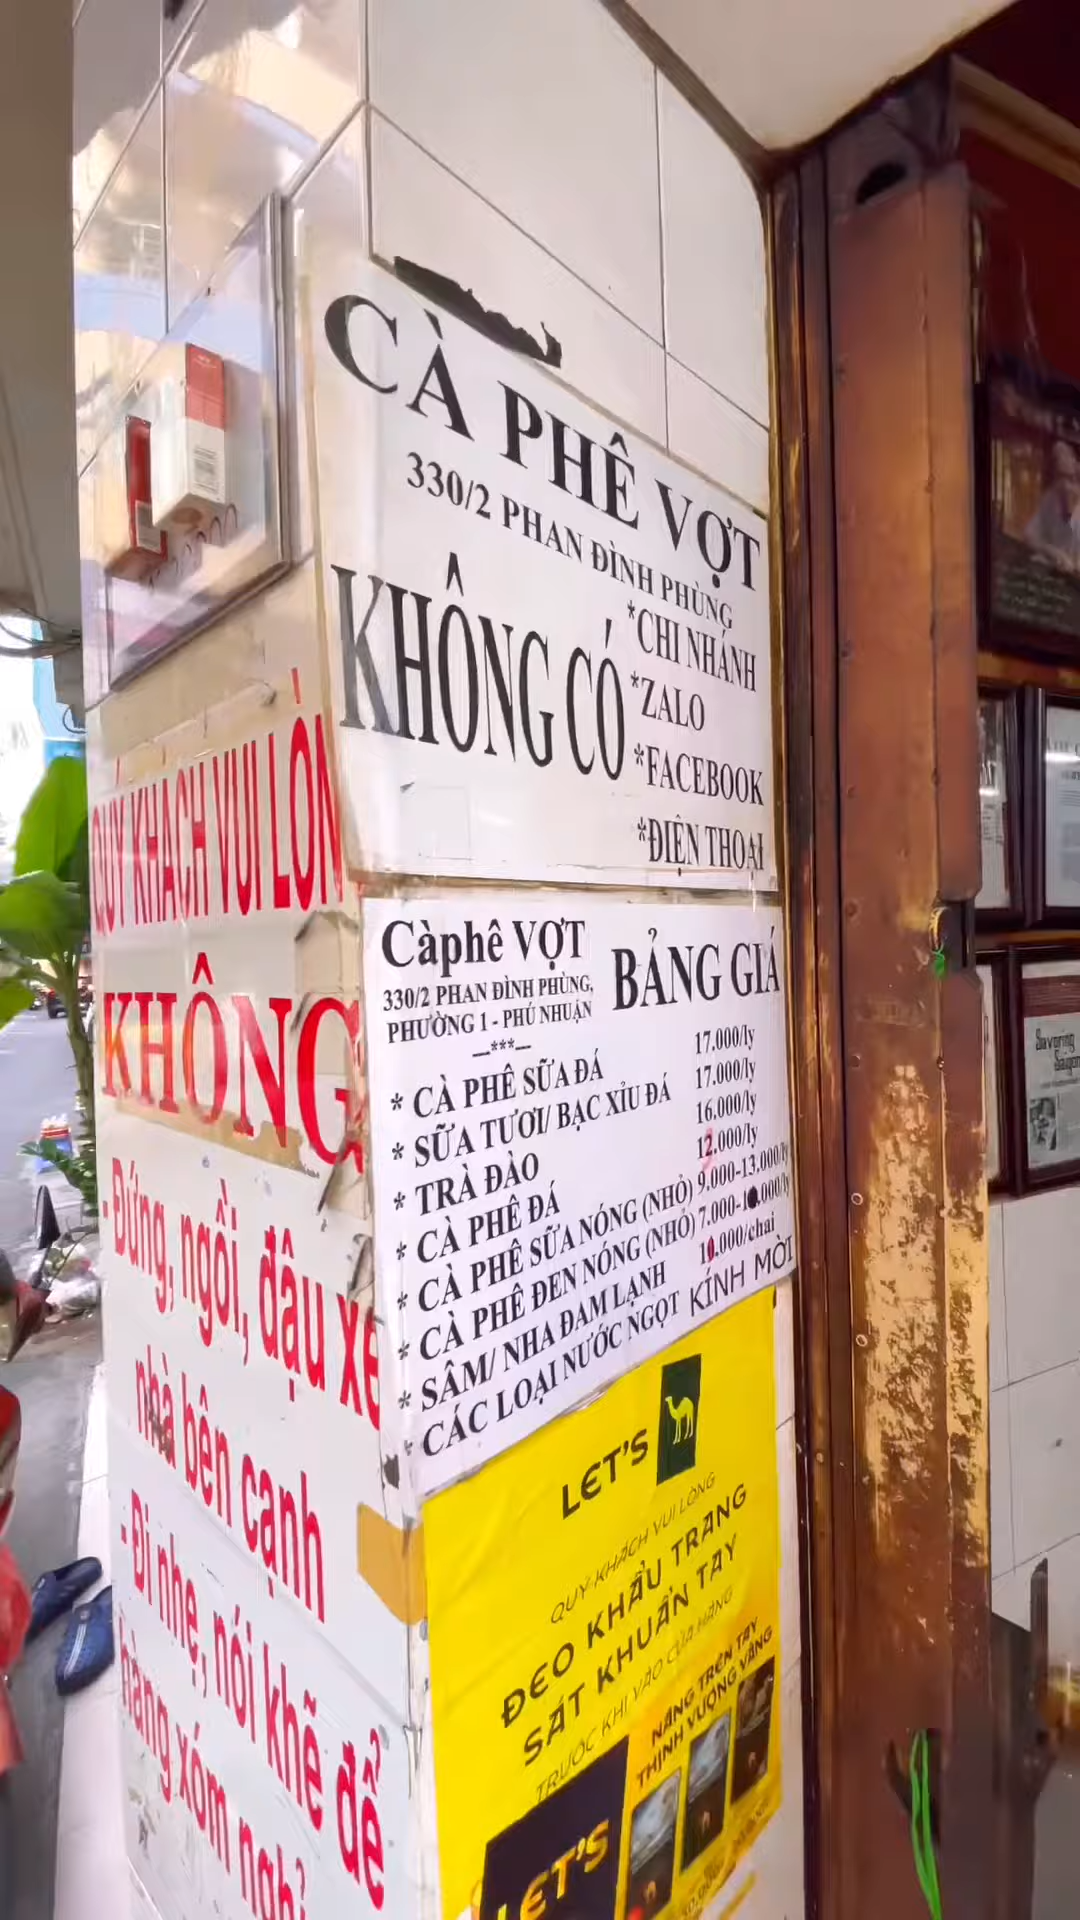 CÀ PHÊ VỢT
330/2 PHAN ĐÌNH PHÙNG
KHÔNG CÓ
*CHI NHÁNH
*ZALO
*FACEBOOK
*ĐIỆN THOẠI
Càphê VỢT
330/2 PHAN ĐÌNH PHÙNG,
PHƯỜNG 1 - PHÚ NHUẬN
—***—
BẢNG GIÁ
* CÀ PHÊ SỮA ĐÁ 17.000/ly
* SỮA TƯƠI/ BẠC XỈU ĐÁ 17.000/ly
* TRÀ ĐÀO 16.000/ly
* CÀ PHÊ ĐÁ 12.000/ly
* CÀ PHÊ SỮA NÓNG (NHỎ) 9.000-13.000/ly
* CÀ PHÊ ĐEN NÓNG (NHỎ) 7.000-10.000/ly
* SÂM/ NHA ĐAM LẠNH 10.000/chai
* CÁC LOẠI NƯỚC NGỌT KÍNH MỜI
QUÝ KHÁCH VUI LÒN
KHÔNG
- Đứng, ngồi, đậu xe
nhà bên cạnh
- Đi nhẹ, nói khẽ để
hàng xóm
LET'S
QUÝ KHÁCH VUI LÒNG
ĐEO KHẨU TRANG
SÁT KHUẨN TAY
TRƯỚC KHI VÀO CỬA HÀNG
NẮNG TRÊN TAY
THỊNH VƯỢNG VÀNG
LET'S
Savoring
Saigon